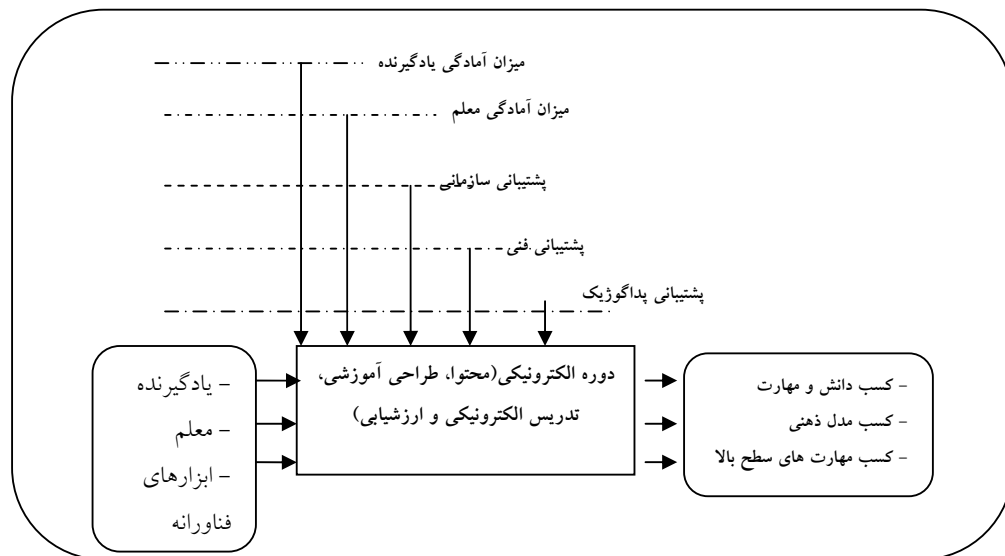 میزان آمادگی یادگیرنده
میزان آمادگی معلم
پشتیبانی سازمانی
پشتیبانی فنی
پشتیبانی پداگوژیک
دوره الکترونیکی(محتوا، طراحی آموزشی،
تدریس الکترونیکی و ارزشیابی)
- یادگیرنده
- معلم
- ابزارهای
فناورانه
- کسب دانش و مهارت
- کسب مدل ذهنی
- کسب مهارت های سطح بالا